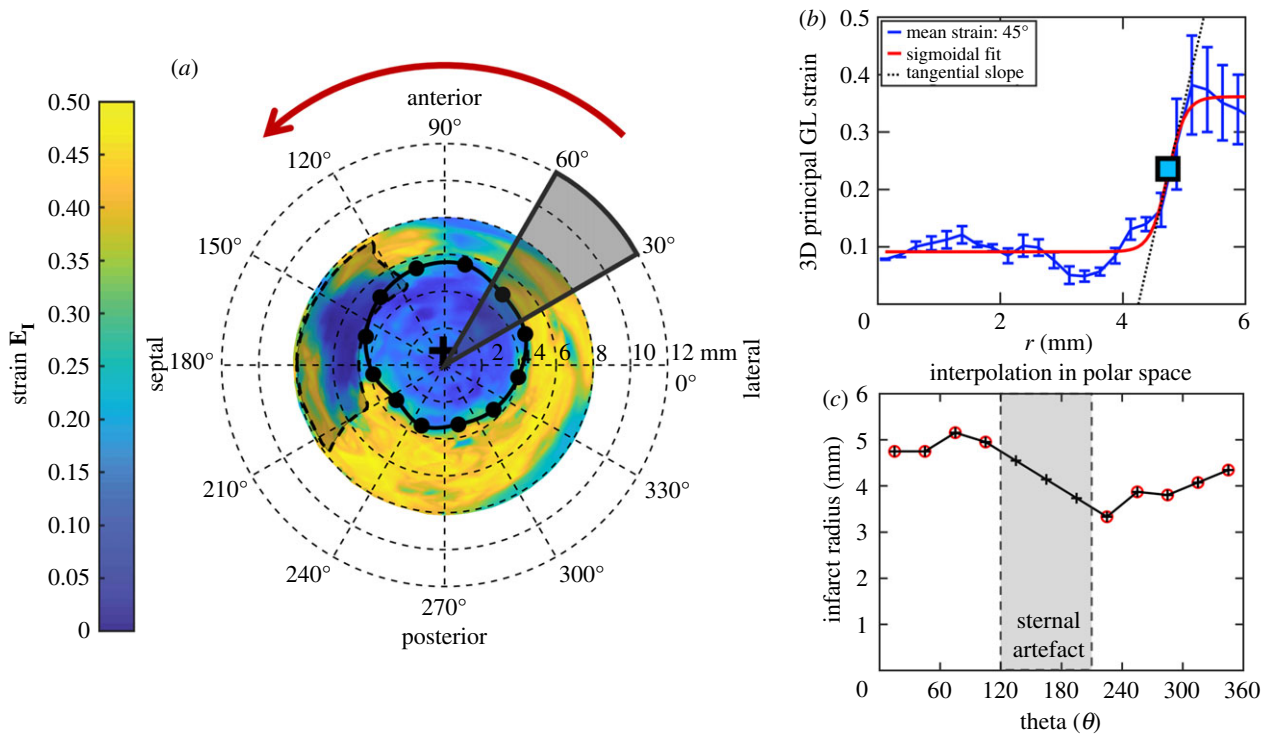 (a)
strain E_I
0.50
0.45
0.40
0.35
0.30
0.25
0.20
0.15
0.10
0.05
0
anterior
90°
120°
60°
150°
30°
septal
180°
2 4 6 8 10 12 mm
0°
lateral
210°
330°
240°
300°
270°
posterior
(b)
3D principal GL strain
0.5
0.4
0.3
0.2
0.1
mean strain: 45°
sigmoidal fit
tangential slope
0 2 4 6
r (mm)
interpolation in polar space
(c)
infarct radius (mm)
6
5
4
3
2
1
sternal
artefact
0 60 120 180 240 300 360
theta (θ)